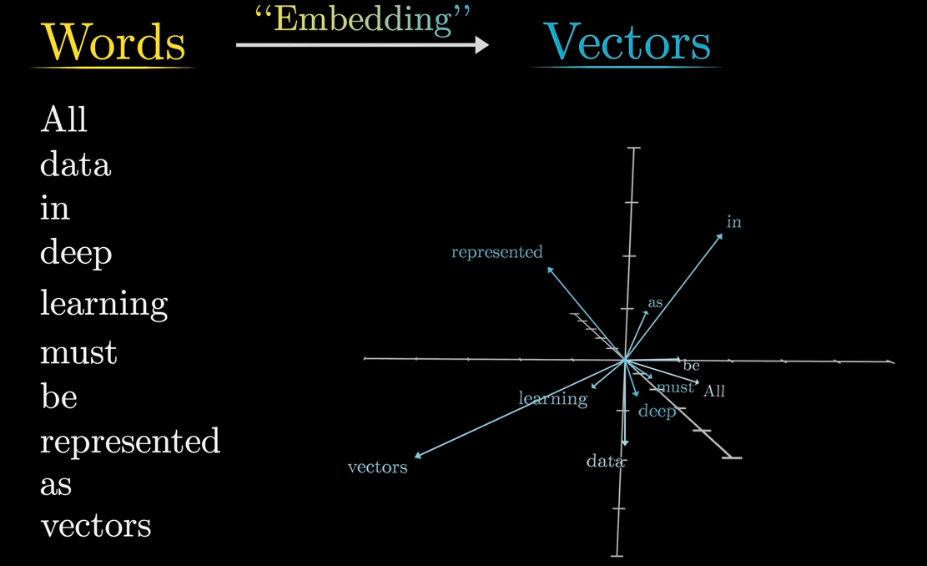 Words “Embedding” Vectors
All
data
in
deep
learning
must
be
represented
as
vectors
in
represented
as
be
must All
learning
deep
data
vectors